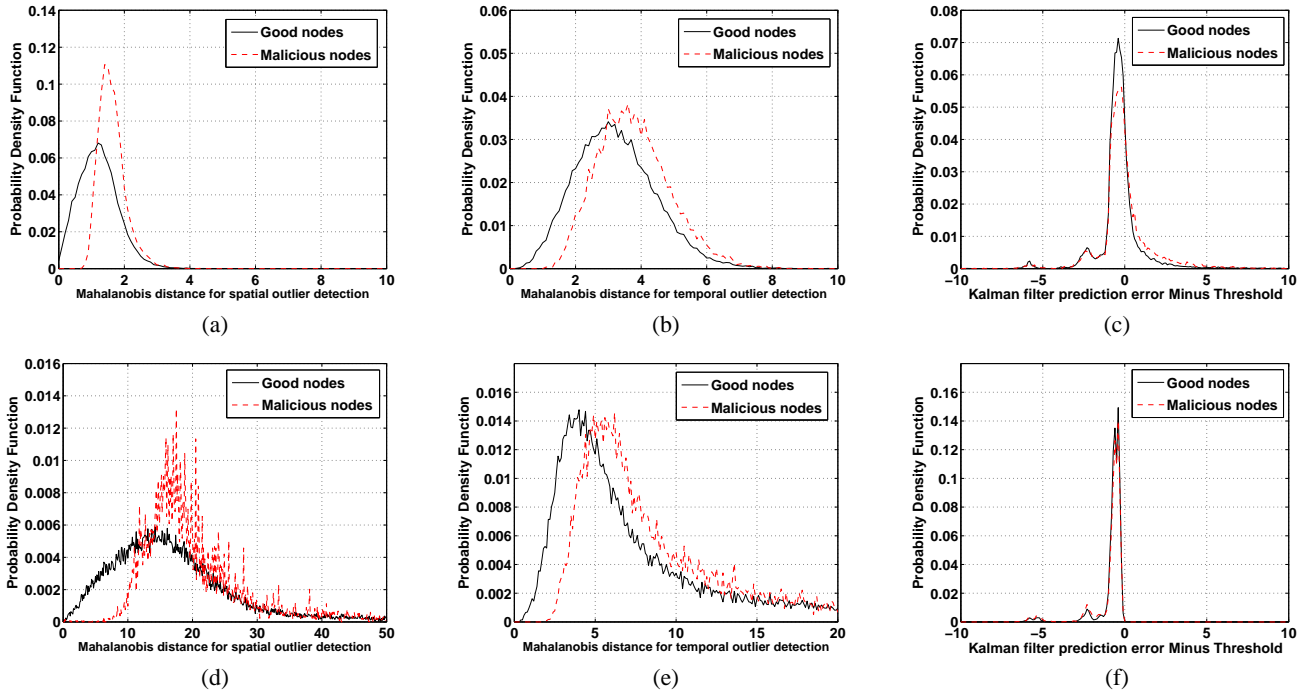 0.14
0.12
0.1
0.08
0.06
0.04
0.02
0
0 2 4 6 8 10
Probability Density Function
Mahalanobis distance for spatial outlier detection
Good nodes
Malicious nodes
(a)
0.06
0.05
0.04
0.03
0.02
0.01
0.00
0 2 4 6 8 10
Probability Density Function
Mahalanobis distance for temporal outlier detection
Good nodes
Malicious nodes
(b)
0.08
0.07
0.06
0.05
0.04
0.03
0.02
0.01
0
−10 −5 0 5 10
Probability Density Function
Kalman filter prediction error Minus Threshold
Good nodes
Malicious nodes
(c)
0.016
0.014
0.012
0.01
0.008
0.006
0.004
0.002
0
0 10 20 30 40 50
Probability Density Function
Mahalanobis distance for spatial outlier detection
Good nodes
Malicious nodes
(d)
0.016
0.014
0.012
0.01
0.008
0.006
0.004
0.002
0
0 5 10 15 20
Probability Density Function
Mahalanobis distance for temporal outlier detection
Good nodes
Malicious nodes
(e)
0.16
0.14
0.12
0.1
0.08
0.06
0.04
0.02
0
−10 −5 0 5 10
Probability Density Function
Kalman filter prediction error Minus Threshold
Good nodes
Malicious nodes
(f)